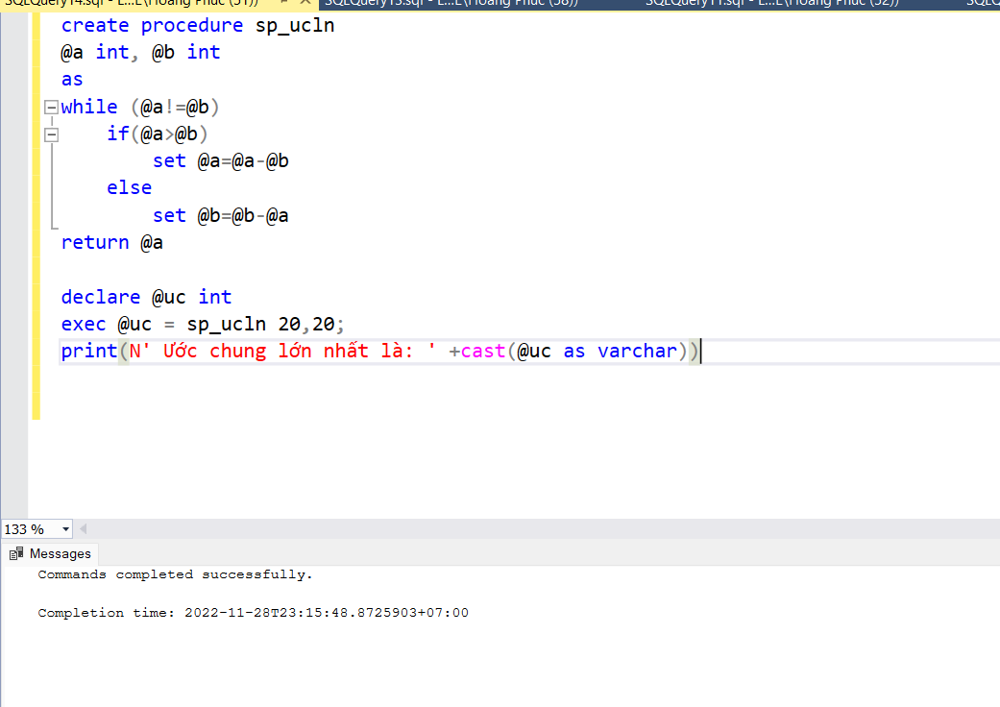 SQLQuery14.sql - L...E\Hoang Phuc (51)) SQLQuery13.sql - L...E\Hoang Phuc (58)) SQLQuery11.sql - L...E\Hoang Phuc (52)) SQLQ
create procedure sp_ucln
@a int, @b int
as
while (@a!=@b)
if(@a>@b)
set @a=@a-@b
else
set @b=@b-@a
return @a
declare @uc int
exec @uc = sp_ucln 20,20;
print(N' Ước chung lớn nhất là: ' +cast(@uc as varchar))
133 %
Messages
Commands completed successfully.
Completion time: 2022-11-28T23:15:48.8725903+07:00